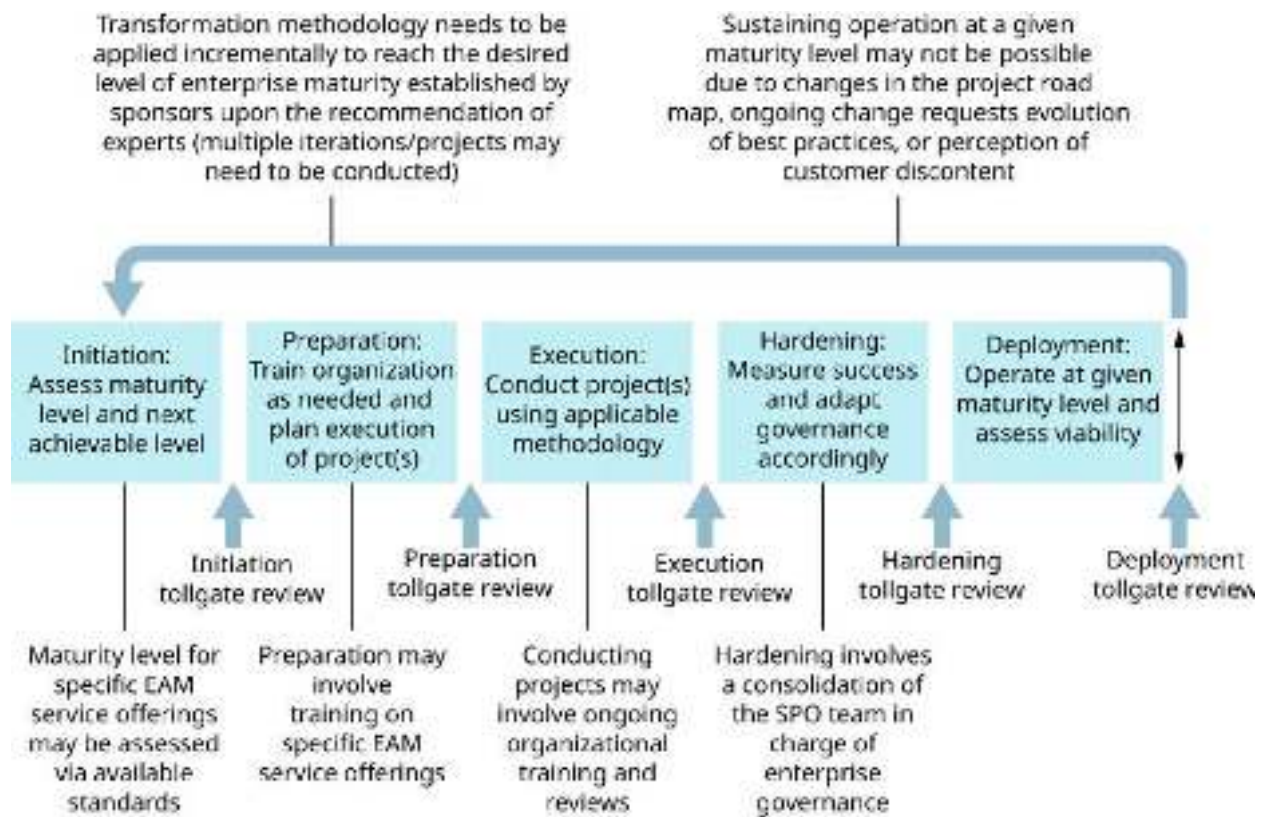 Transformation methodology needs to be
applied incrementally to reach the desired
level of enterprise maturity established by
sponsors upon the recommendation of
experts (multiple iterations/projects may
need to be conducted)
Sustaining operation at a given
maturity level may not be possible
due to changes in the project road
map, ongoing change requests evolution
of best practices, or perception of
customer discontent
Initiation:
Assess maturity
level and next
achievable level
Preparation:
Train organization
as needed and
plan execution
of project(s)
Execution:
Conduct project(s)
using applicable
methodology
Hardening:
Measure success
and adapt
governance
accordingly
Deployment:
Operate at given
maturity level and
assess viability
Initiation
tollgate review
Preparation
tollgate review
Execution
tollgate review
Hardening
tollgate review
Deployment
tollgate review
Maturity level for
specific EAM
service offerings
may be assessed
via available
standards
Preparation may
involve
training on
specific EAM
service offerings
Conducting
projects may
involve ongoing
organizational
training and
reviews
Hardening involves
a consolidation of
the SPO team in
charge of
enterprise
governance